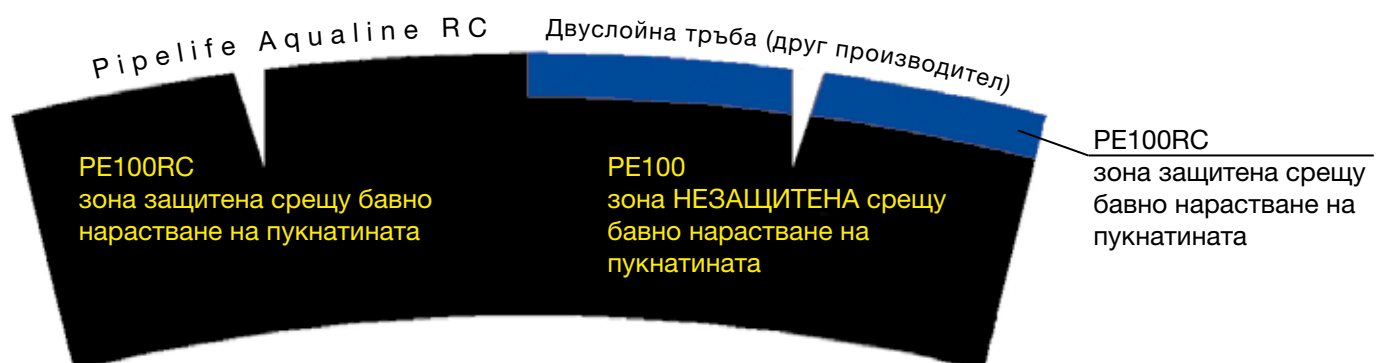 Pipelife Aqualine RC
Двуслойна тръба (друг производител)
PE100RC
зона защитена срещу бавно
нарастване на пукнатината
PE100
зона НЕЗАЩИТЕНА срещу
бавно нарастване на
пукнатината
PE100RC
зона защитена срещу
бавно нарастване на
пукнатината